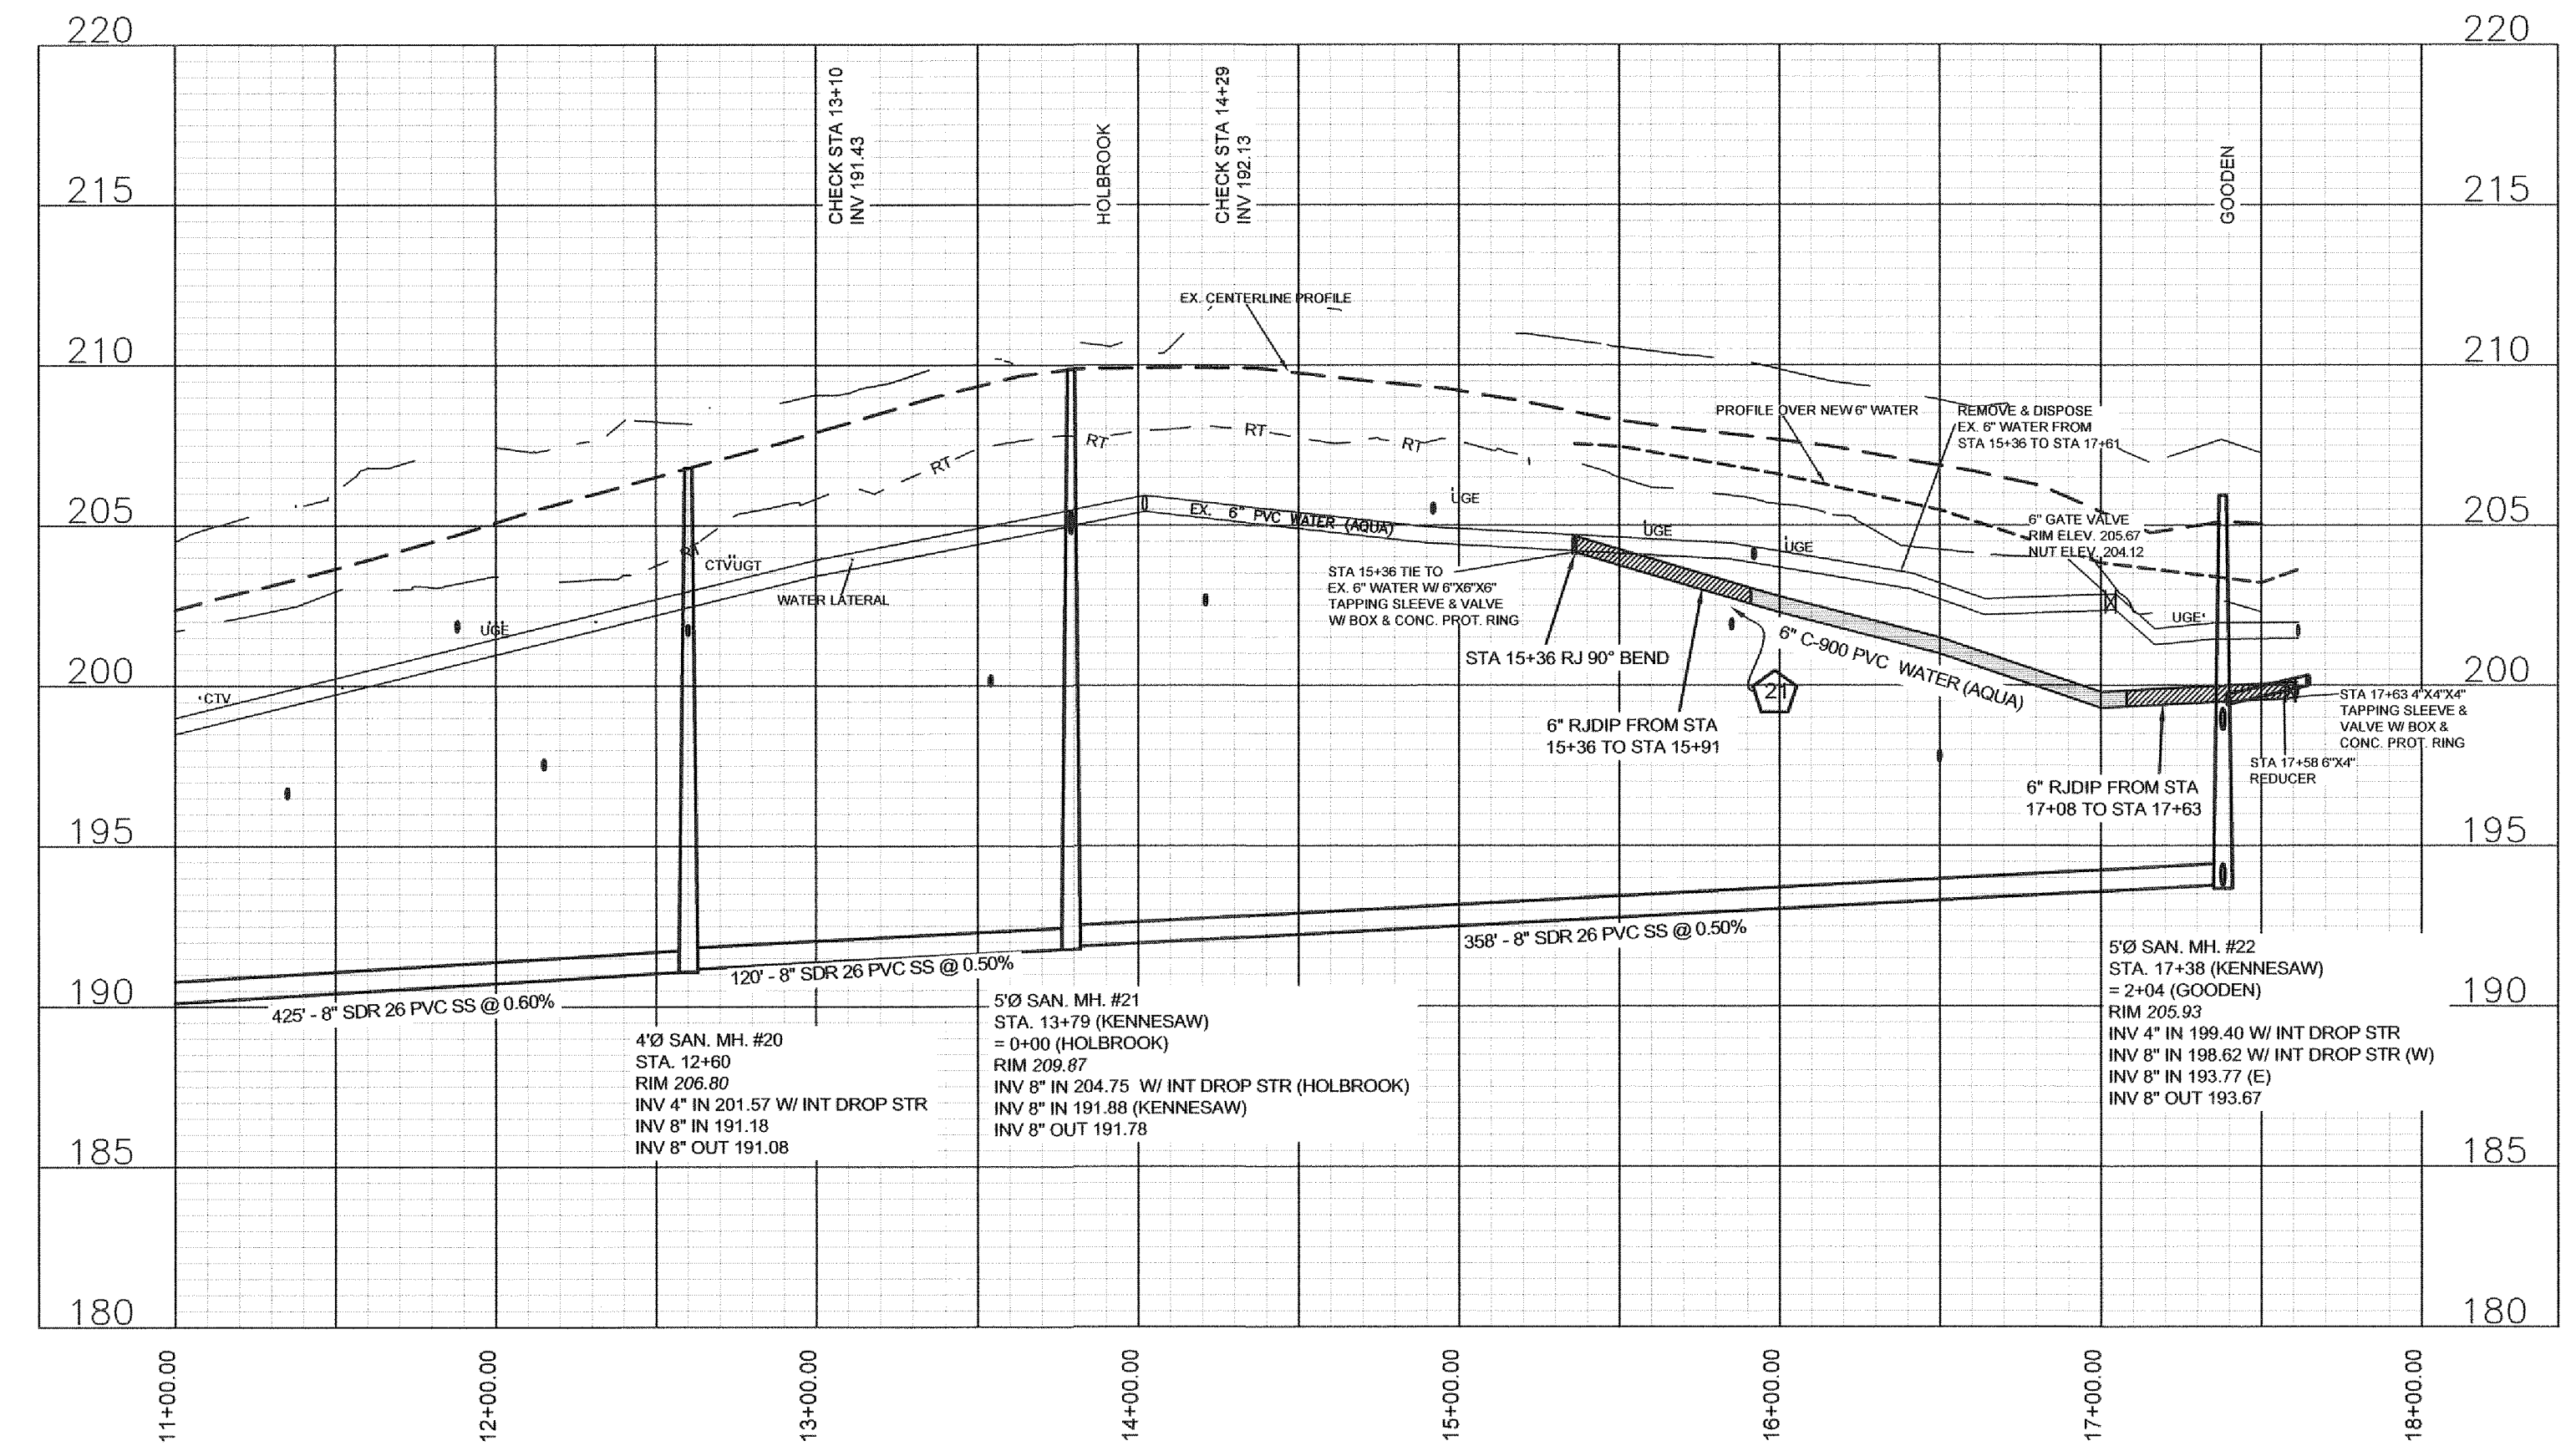 220
220
215
215
210
210
205
205
200
200
195
195
190
190
185
185
180
180
CHECK STA 13+10
INV 191.43
HOLBROOK
CHECK STA 14+29
INV 192.13
GOODEN
EX. CENTERLINE PROFILE
PROFILE OVER NEW 6" WATER
REMOVE & DISPOSE
EX. 6" WATER FROM
STA 15+36 TO STA 17+61
RT
RT
RT
RT
RT
EX. 6" PVC WATER (AQUA)
UGE
UGE
UGE
6" GATE VALVE
RIM ELEV. 205.67
NUT ELEV. 204.12
CTV UGT
WATER LATERAL
UGE
CTV
STA 15+36 TIE TO
EX. 6" WATER W/ 6"X6"X6"
TAPPING SLEEVE & VALVE
W/ BOX & CONC. PROT. RING
UGE
STA 15+36 RJ 90° BEND
6" C-900 PVC WATER (AQUA)
21
6" RJDIP FROM STA
15+36 TO STA 15+91
STA 17+63 4"X4"X4"
TAPPING SLEEVE &
VALVE W/ BOX &
CONC. PROT. RING
STA 17+58 6"X4"
REDUCER
6" RJDIP FROM STA
17+08 TO STA 17+63
425' - 8" SDR 26 PVC SS @ 0.60%
120' - 8" SDR 26 PVC SS @ 0.50%
358' - 8" SDR 26 PVC SS @ 0.50%
4'Ø SAN. MH. #20
STA. 12+60
RIM 206.80
INV 4" IN 201.57 W/ INT DROP STR
INV 8" IN 191.18
INV 8" OUT 191.08
5'Ø SAN. MH. #21
STA. 13+79 (KENNESAW)
= 0+00 (HOLBROOK)
RIM 209.87
INV 8" IN 204.75 W/ INT DROP STR (HOLBROOK)
INV 8" IN 191.88 (KENNESAW)
INV 8" OUT 191.78
5'Ø SAN. MH. #22
STA. 17+38 (KENNESAW)
= 2+04 (GOODEN)
RIM 205.93
INV 4" IN 199.40 W/ INT DROP STR
INV 8" IN 198.62 W/ INT DROP STR (W)
INV 8" IN 193.77 (E)
INV 8" OUT 193.67
11+00.00
12+00.00
13+00.00
14+00.00
15+00.00
16+00.00
17+00.00
18+00.00